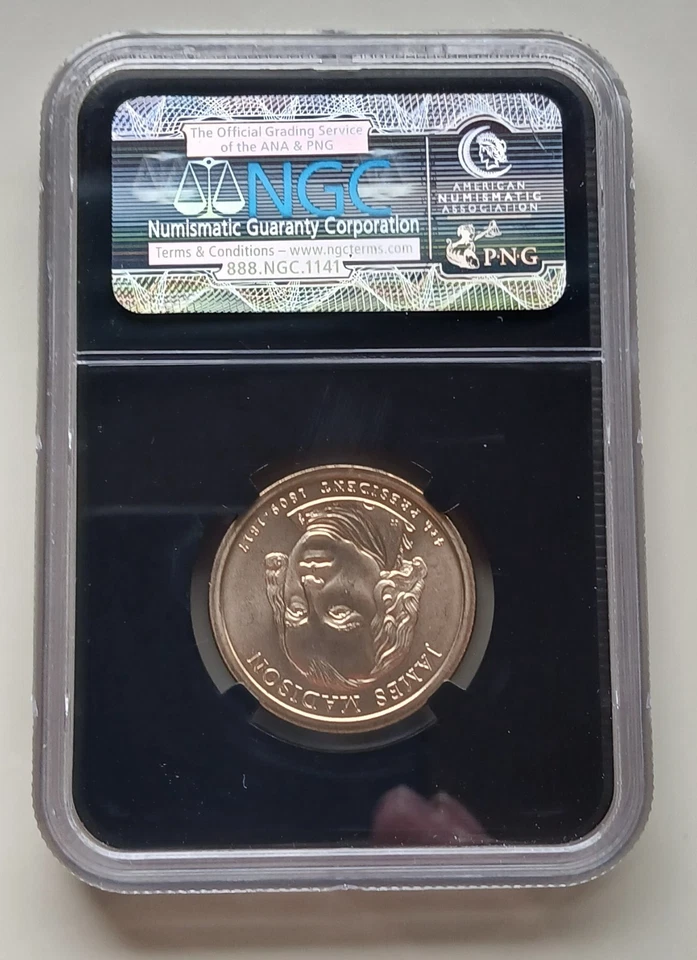 The Official Grading Service
of the ANA & PNG
NGC
Numismatic Guaranty Corporation
Terms & Conditions – www.ngcterms.com
888.NGC.1141
AMERICAN
NUMISMATIC
ASSOCIATION
P·N·G
JAMES MADISON
4th PRESIDENT 1809-1817